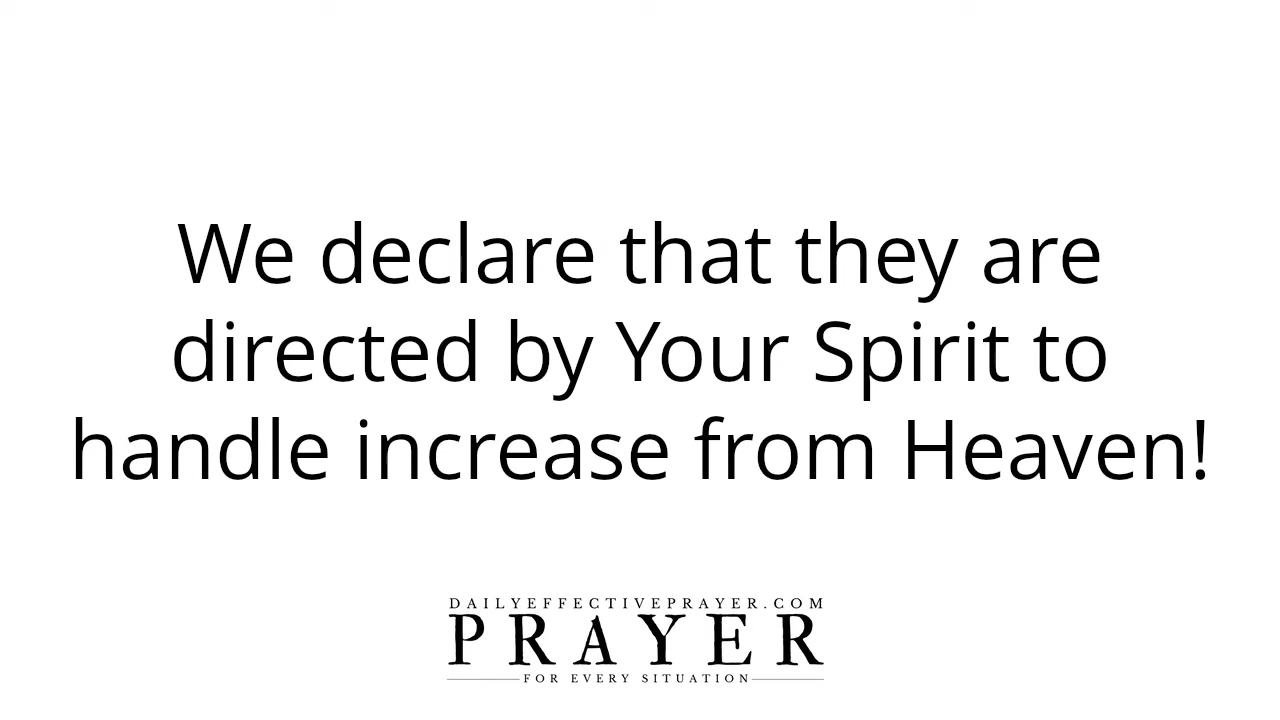 We declare that they are
directed by Your Spirit to
handle increase from Heaven!
DAILYEFFECTIVEPRAYER.COM
PRAYER
FOR EVERY SITUATION